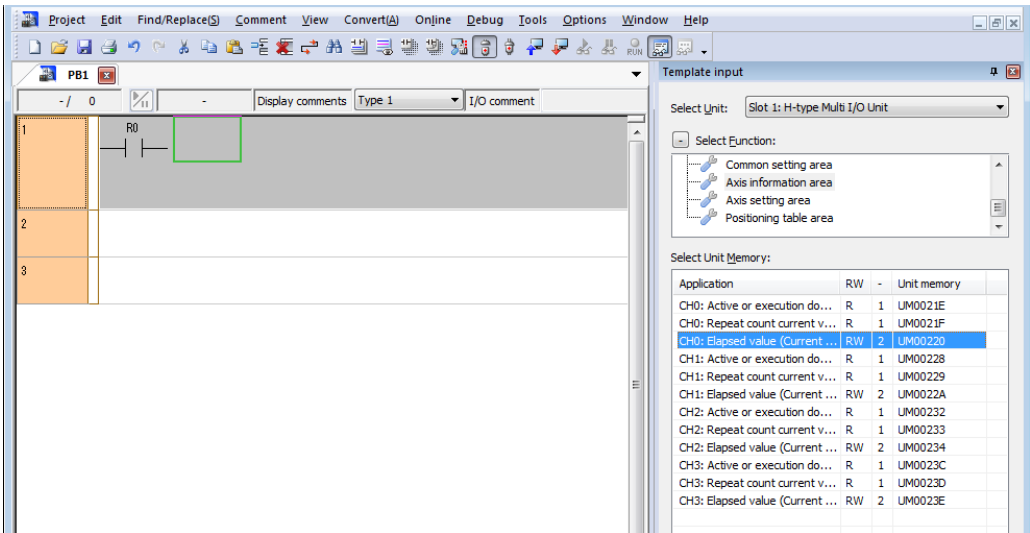 Project Edit Find/Replace(S) Comment View Convert(A) Online Debug Tools Options Window Help
RUN
PB1
Template input
- / 0 - Display comments Type 1 I/O comment
Select Unit: Slot 1: H-type Multi I/O Unit
1
R0
- Select Function:
Common setting area
Axis information area
Axis setting area
Positioning table area
2
3
Select Unit Memory:
Application RW - Unit memory
CH0: Active or execution do... R 1 UM0021E
CH0: Repeat count current v... R 1 UM0021F
CH0: Elapsed value (Current ... RW 2 UM00220
CH1: Active or execution do... R 1 UM00228
CH1: Repeat count current v... R 1 UM00229
CH1: Elapsed value (Current ... RW 2 UM0022A
CH2: Active or execution do... R 1 UM00232
CH2: Repeat count current v... R 1 UM00233
CH2: Elapsed value (Current ... RW 2 UM00234
CH3: Active or execution do... R 1 UM0023C
CH3: Repeat count current v... R 1 UM0023D
CH3: Elapsed value (Current ... RW 2 UM0023E